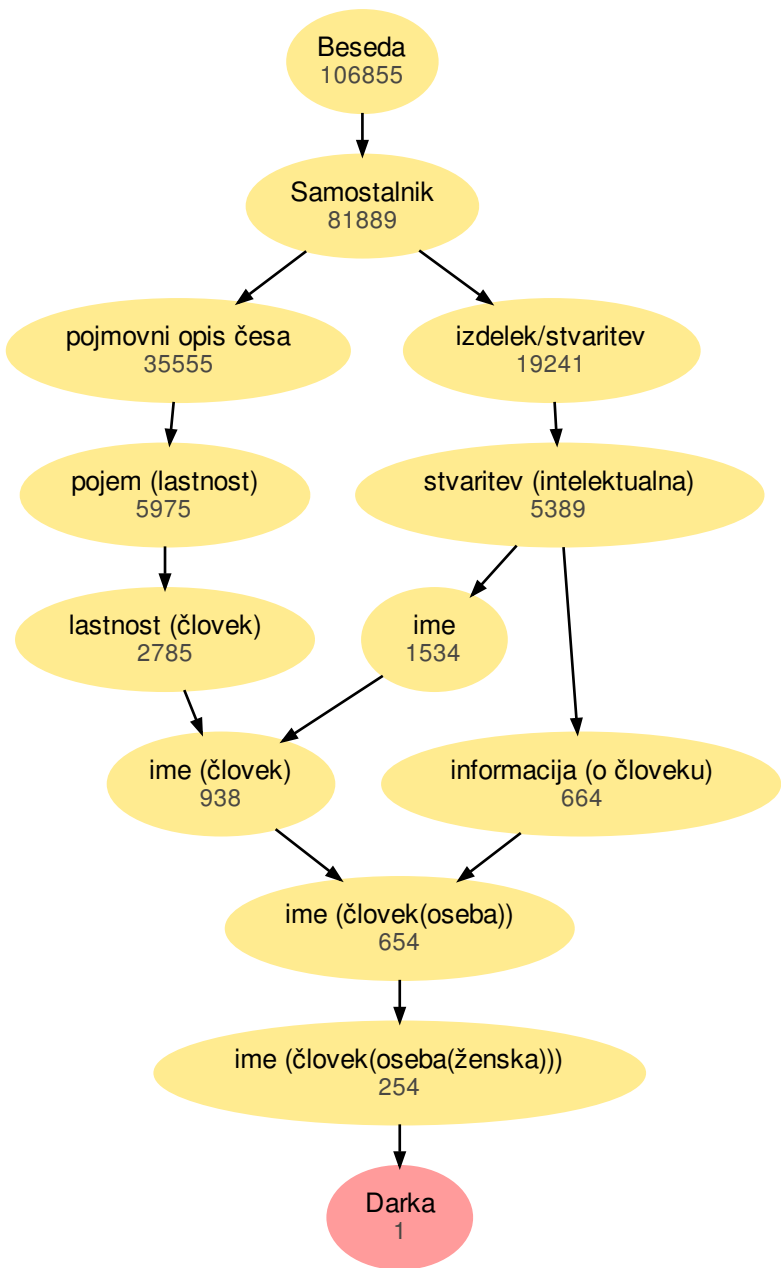 Beseda
106855
Samostalnik
81889
pojmovni opis česa
35555
izdelek/stvaritev
19241
pojem (lastnost)
5975
stvaritev (intelektualna)
5389
lastnost (človek)
2785
ime
1534
ime (človek)
938
informacija (o človeku)
664
ime (človek(oseba))
654
ime (človek(oseba(ženska)))
254
Darka
1